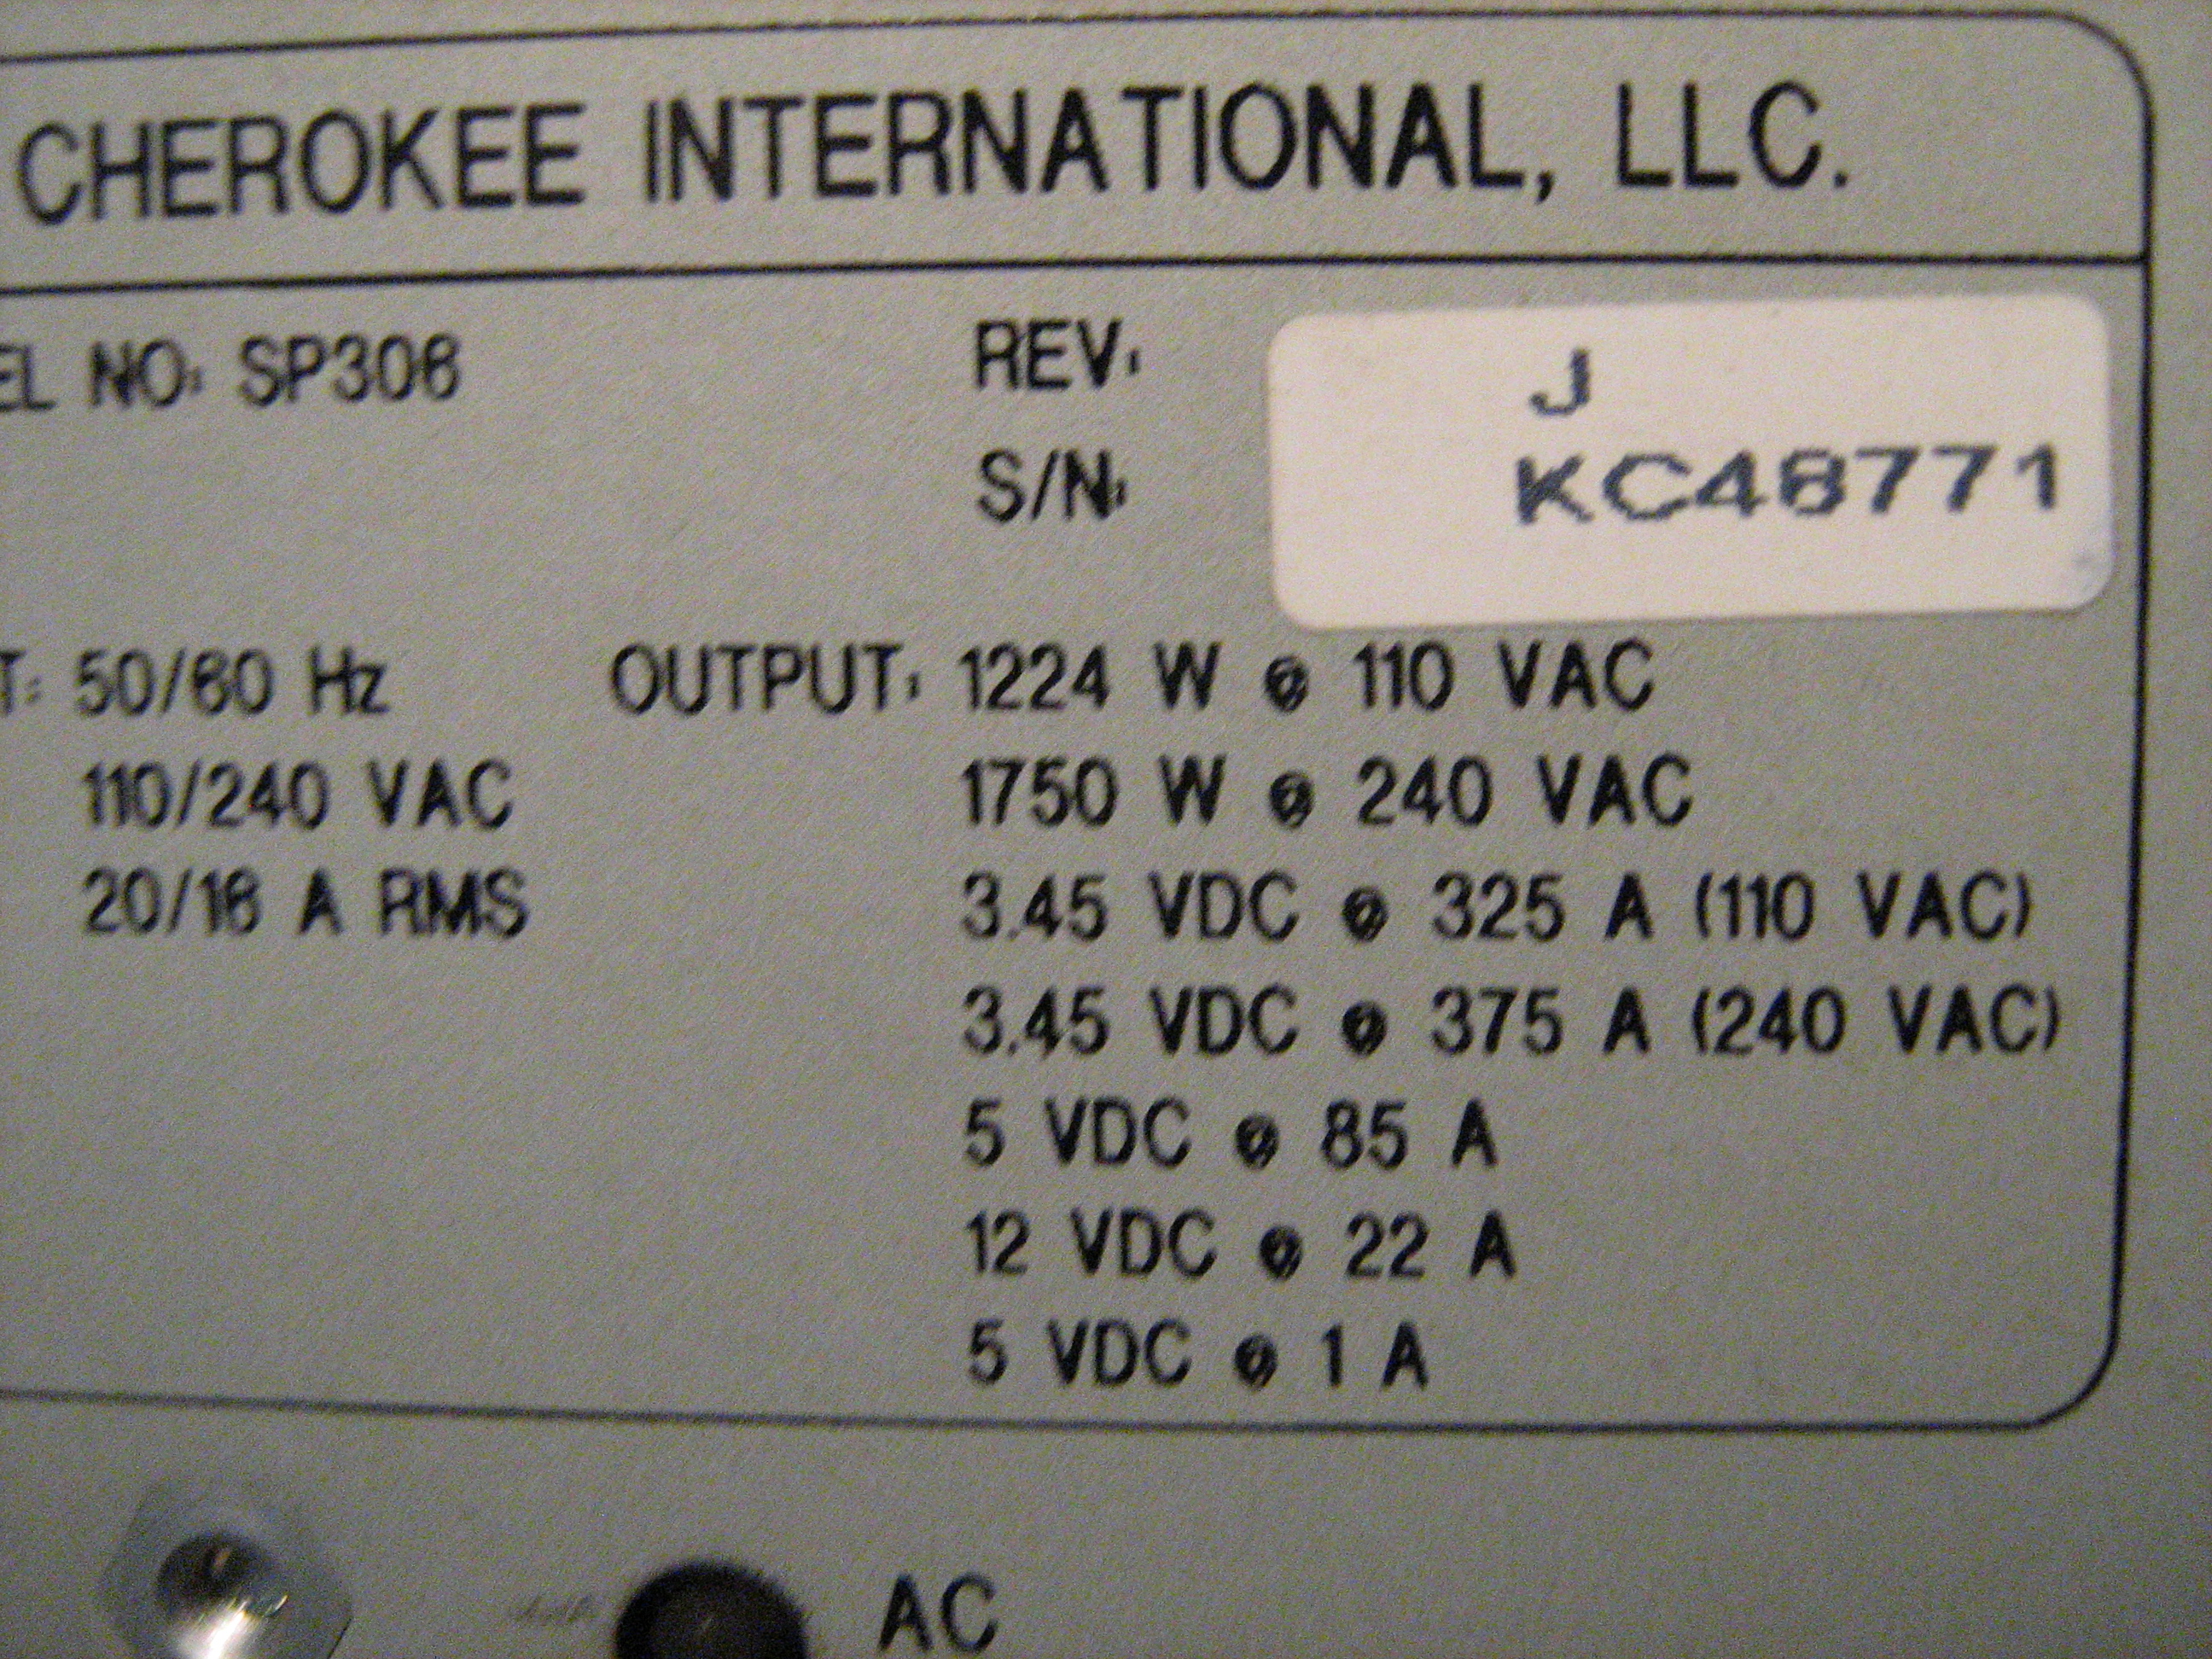 CHEROKEE INTERNATIONAL, LLC.
EL NO: SP306 REV: J
S/N: KC48771
T: 50/60 Hz OUTPUT: 1224 W @ 110 VAC
110/240 VAC 1750 W @ 240 VAC
20/16 A RMS 3.45 VDC @ 325 A (110 VAC)
3.45 VDC @ 375 A (240 VAC)
5 VDC @ 85 A
12 VDC @ 22 A
5 VDC @ 1 A
AC